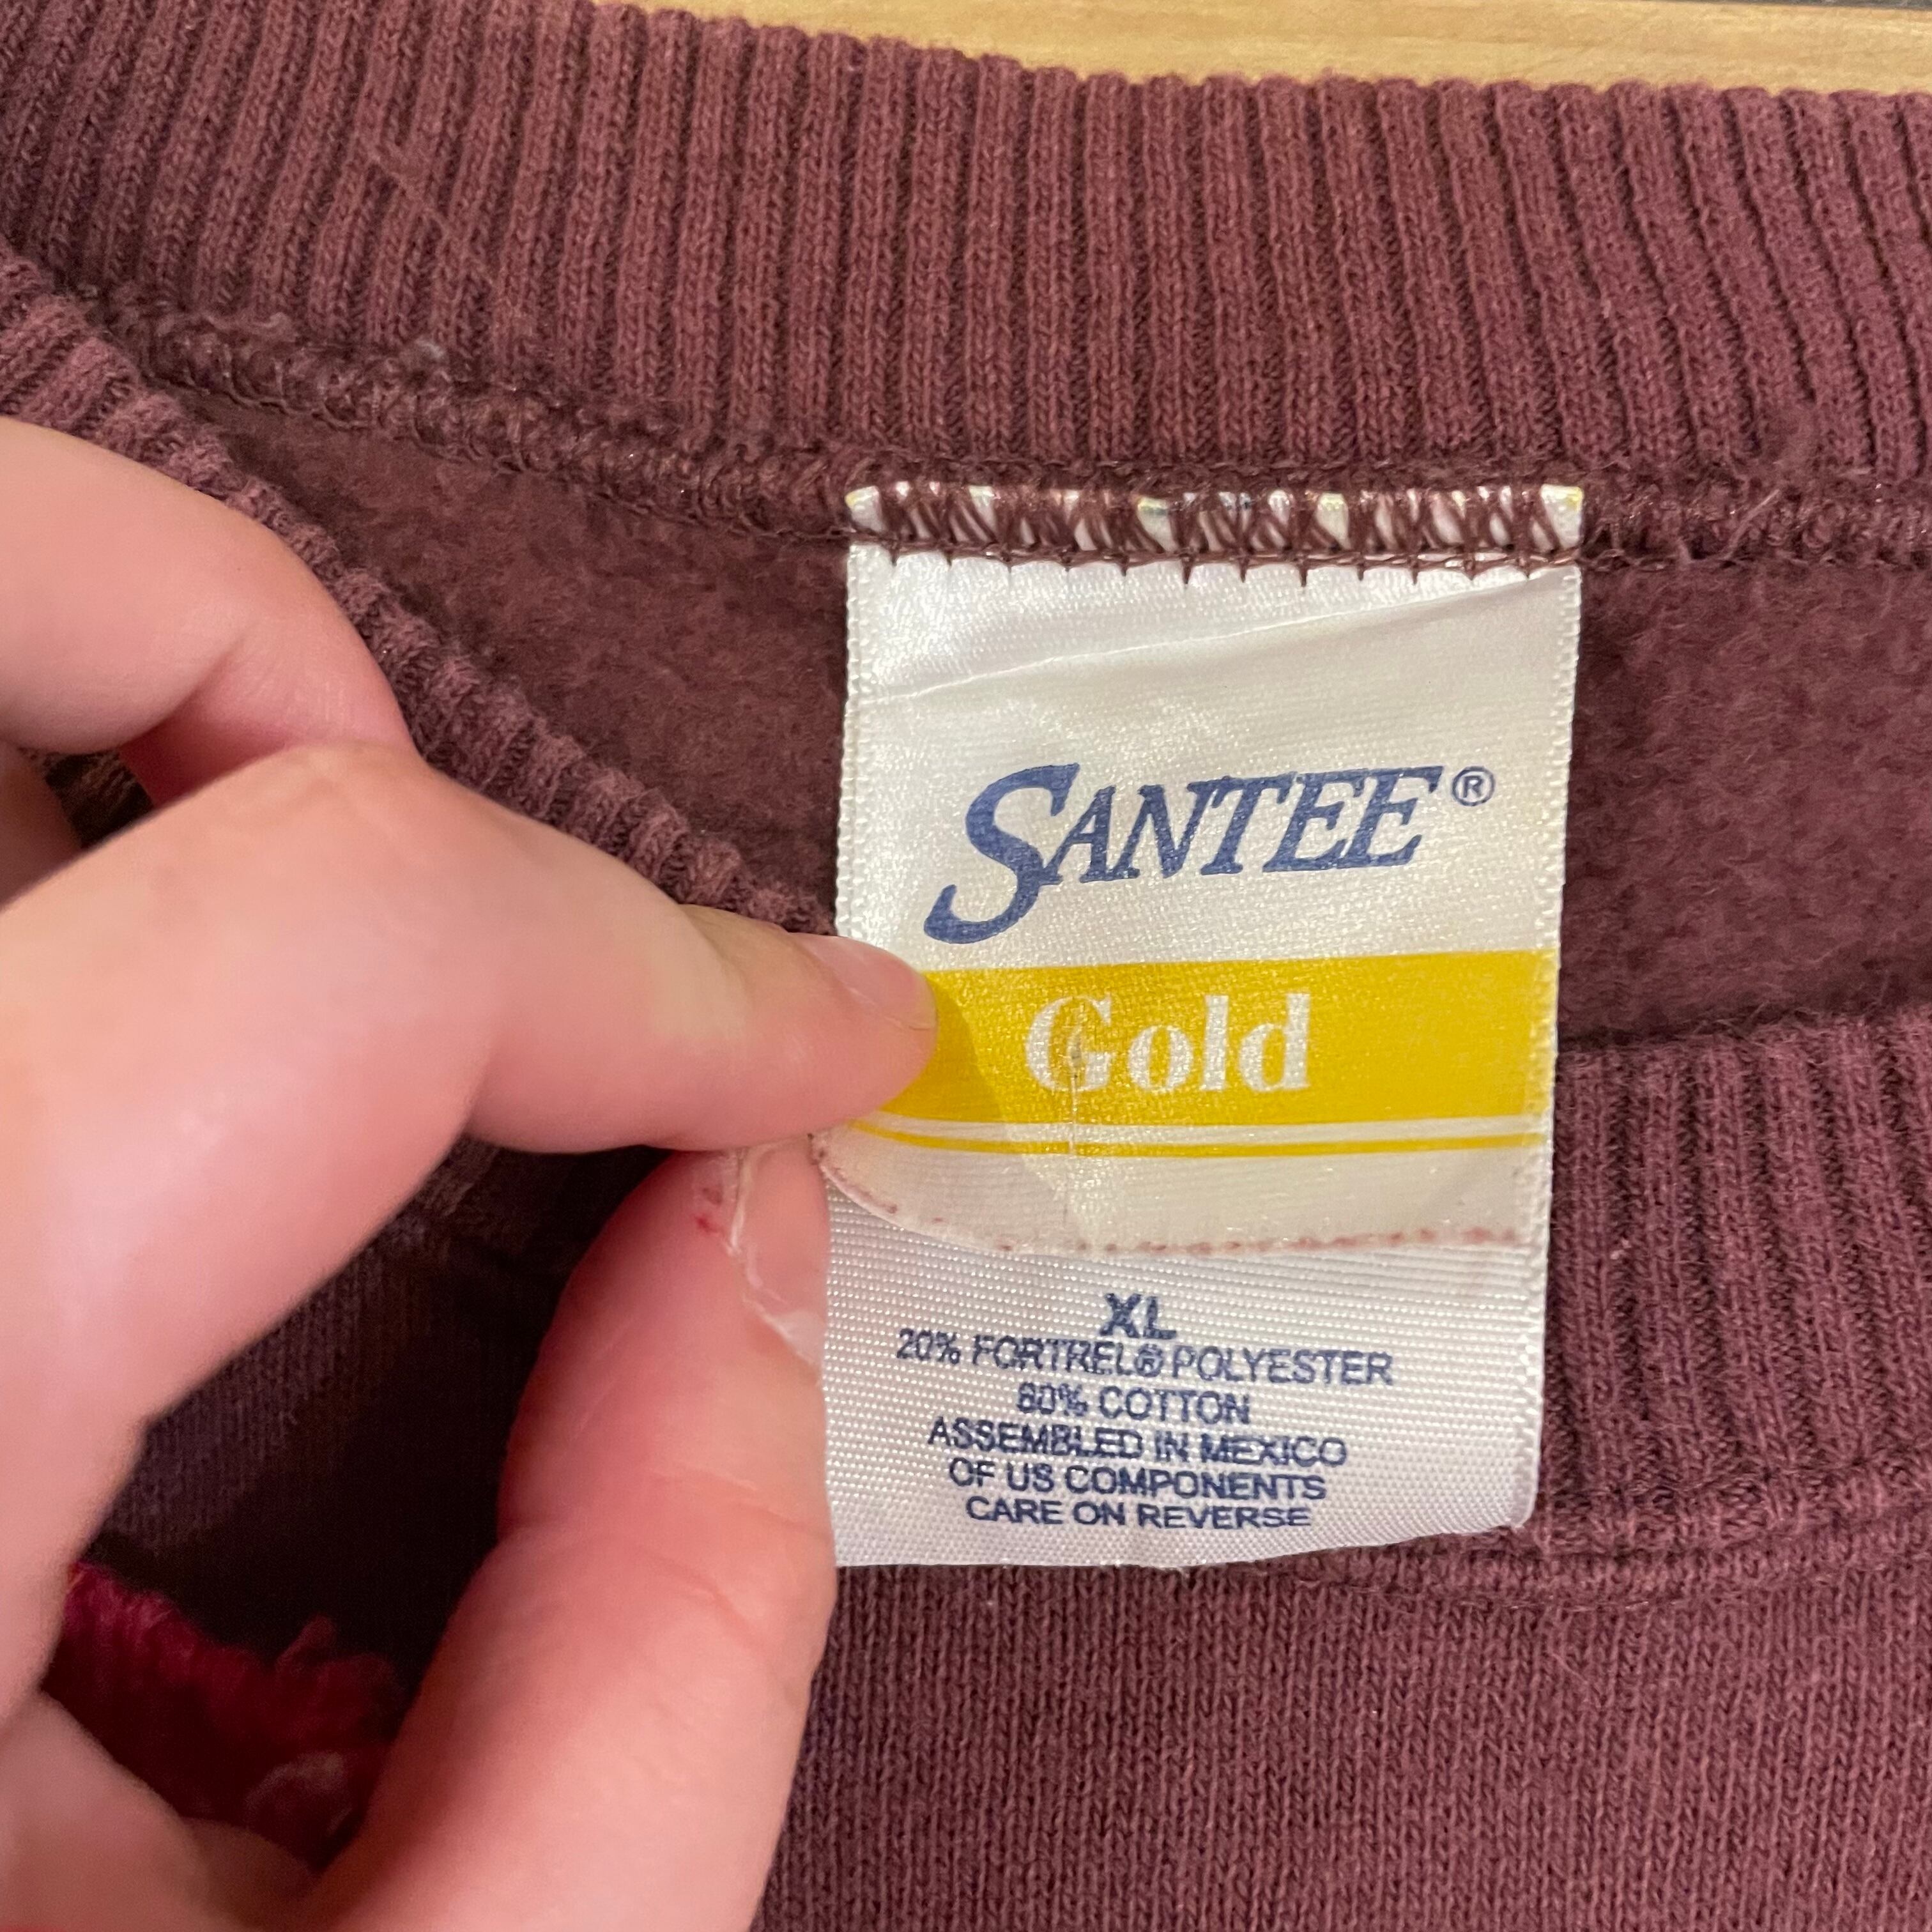 SANTEE®
Gold
XL
20% FORTREL® POLYESTER
80% COTTON
ASSEMBLED IN MEXICO
OF US COMPONENTS
CARE ON REVERSE